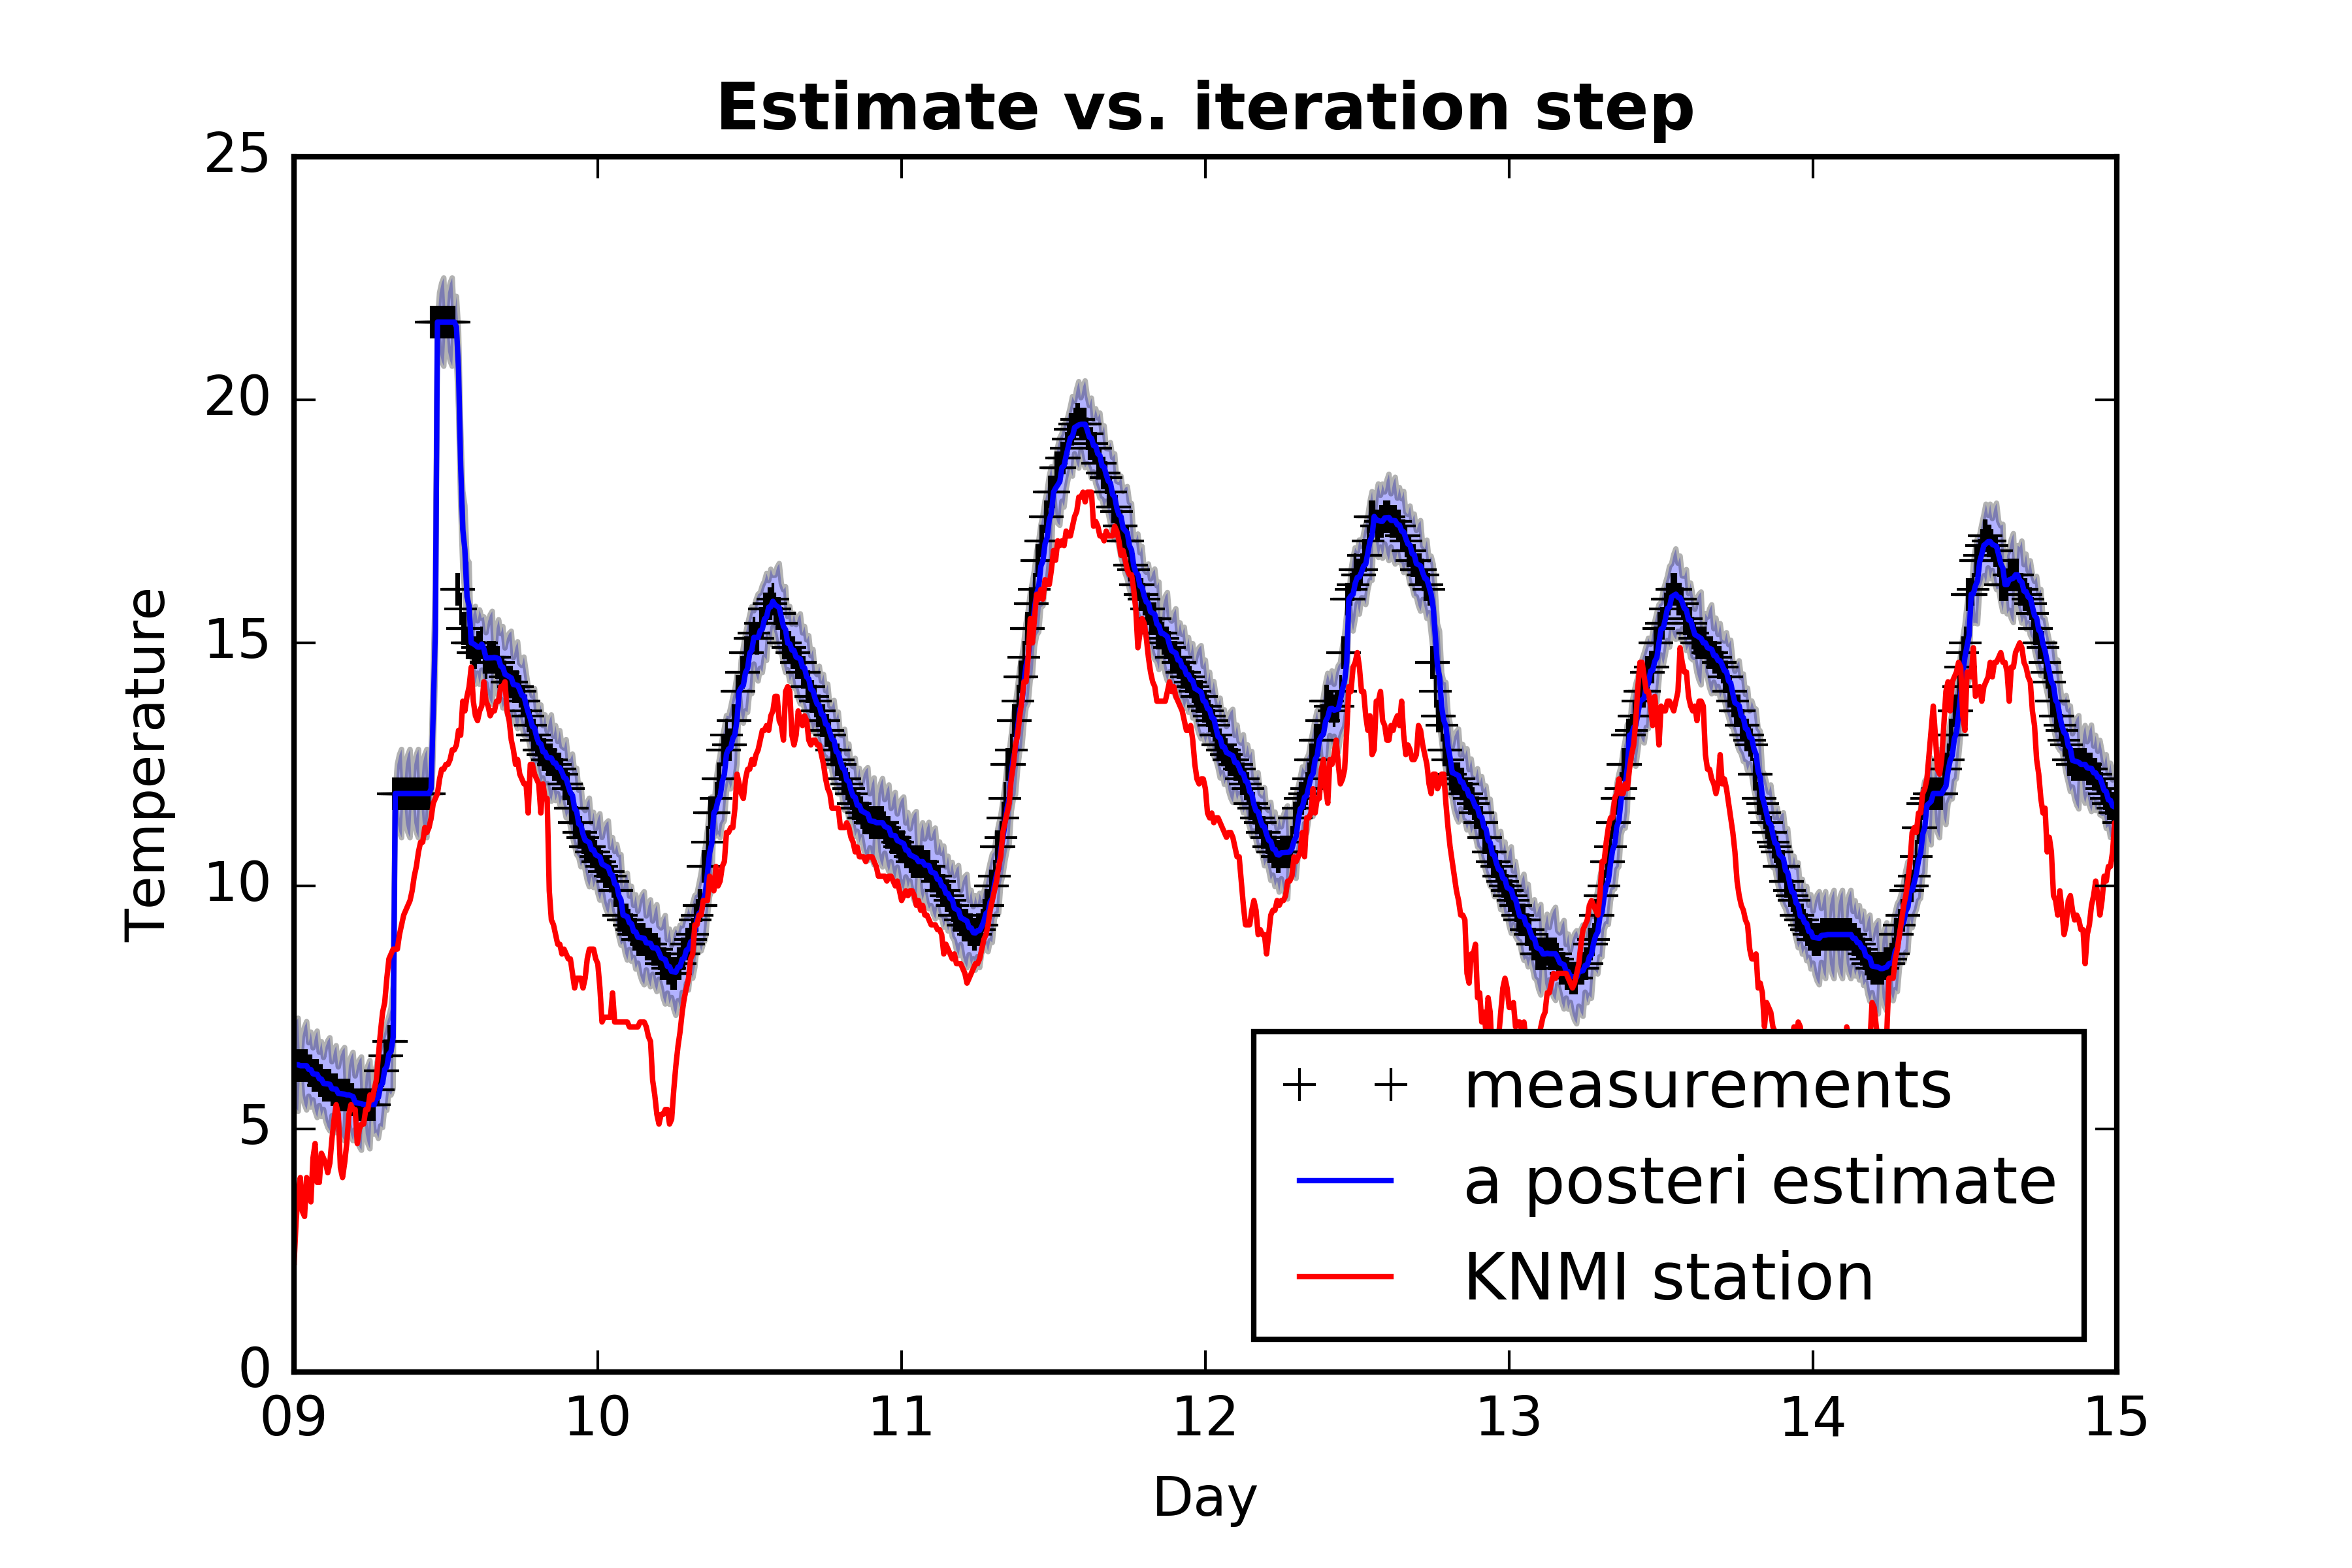 Estimate vs. iteration step
25
20
15
10
5
0
Temperature
09 10 11 12 13 14 15
Day
measurements
a posteri estimate
KNMI station